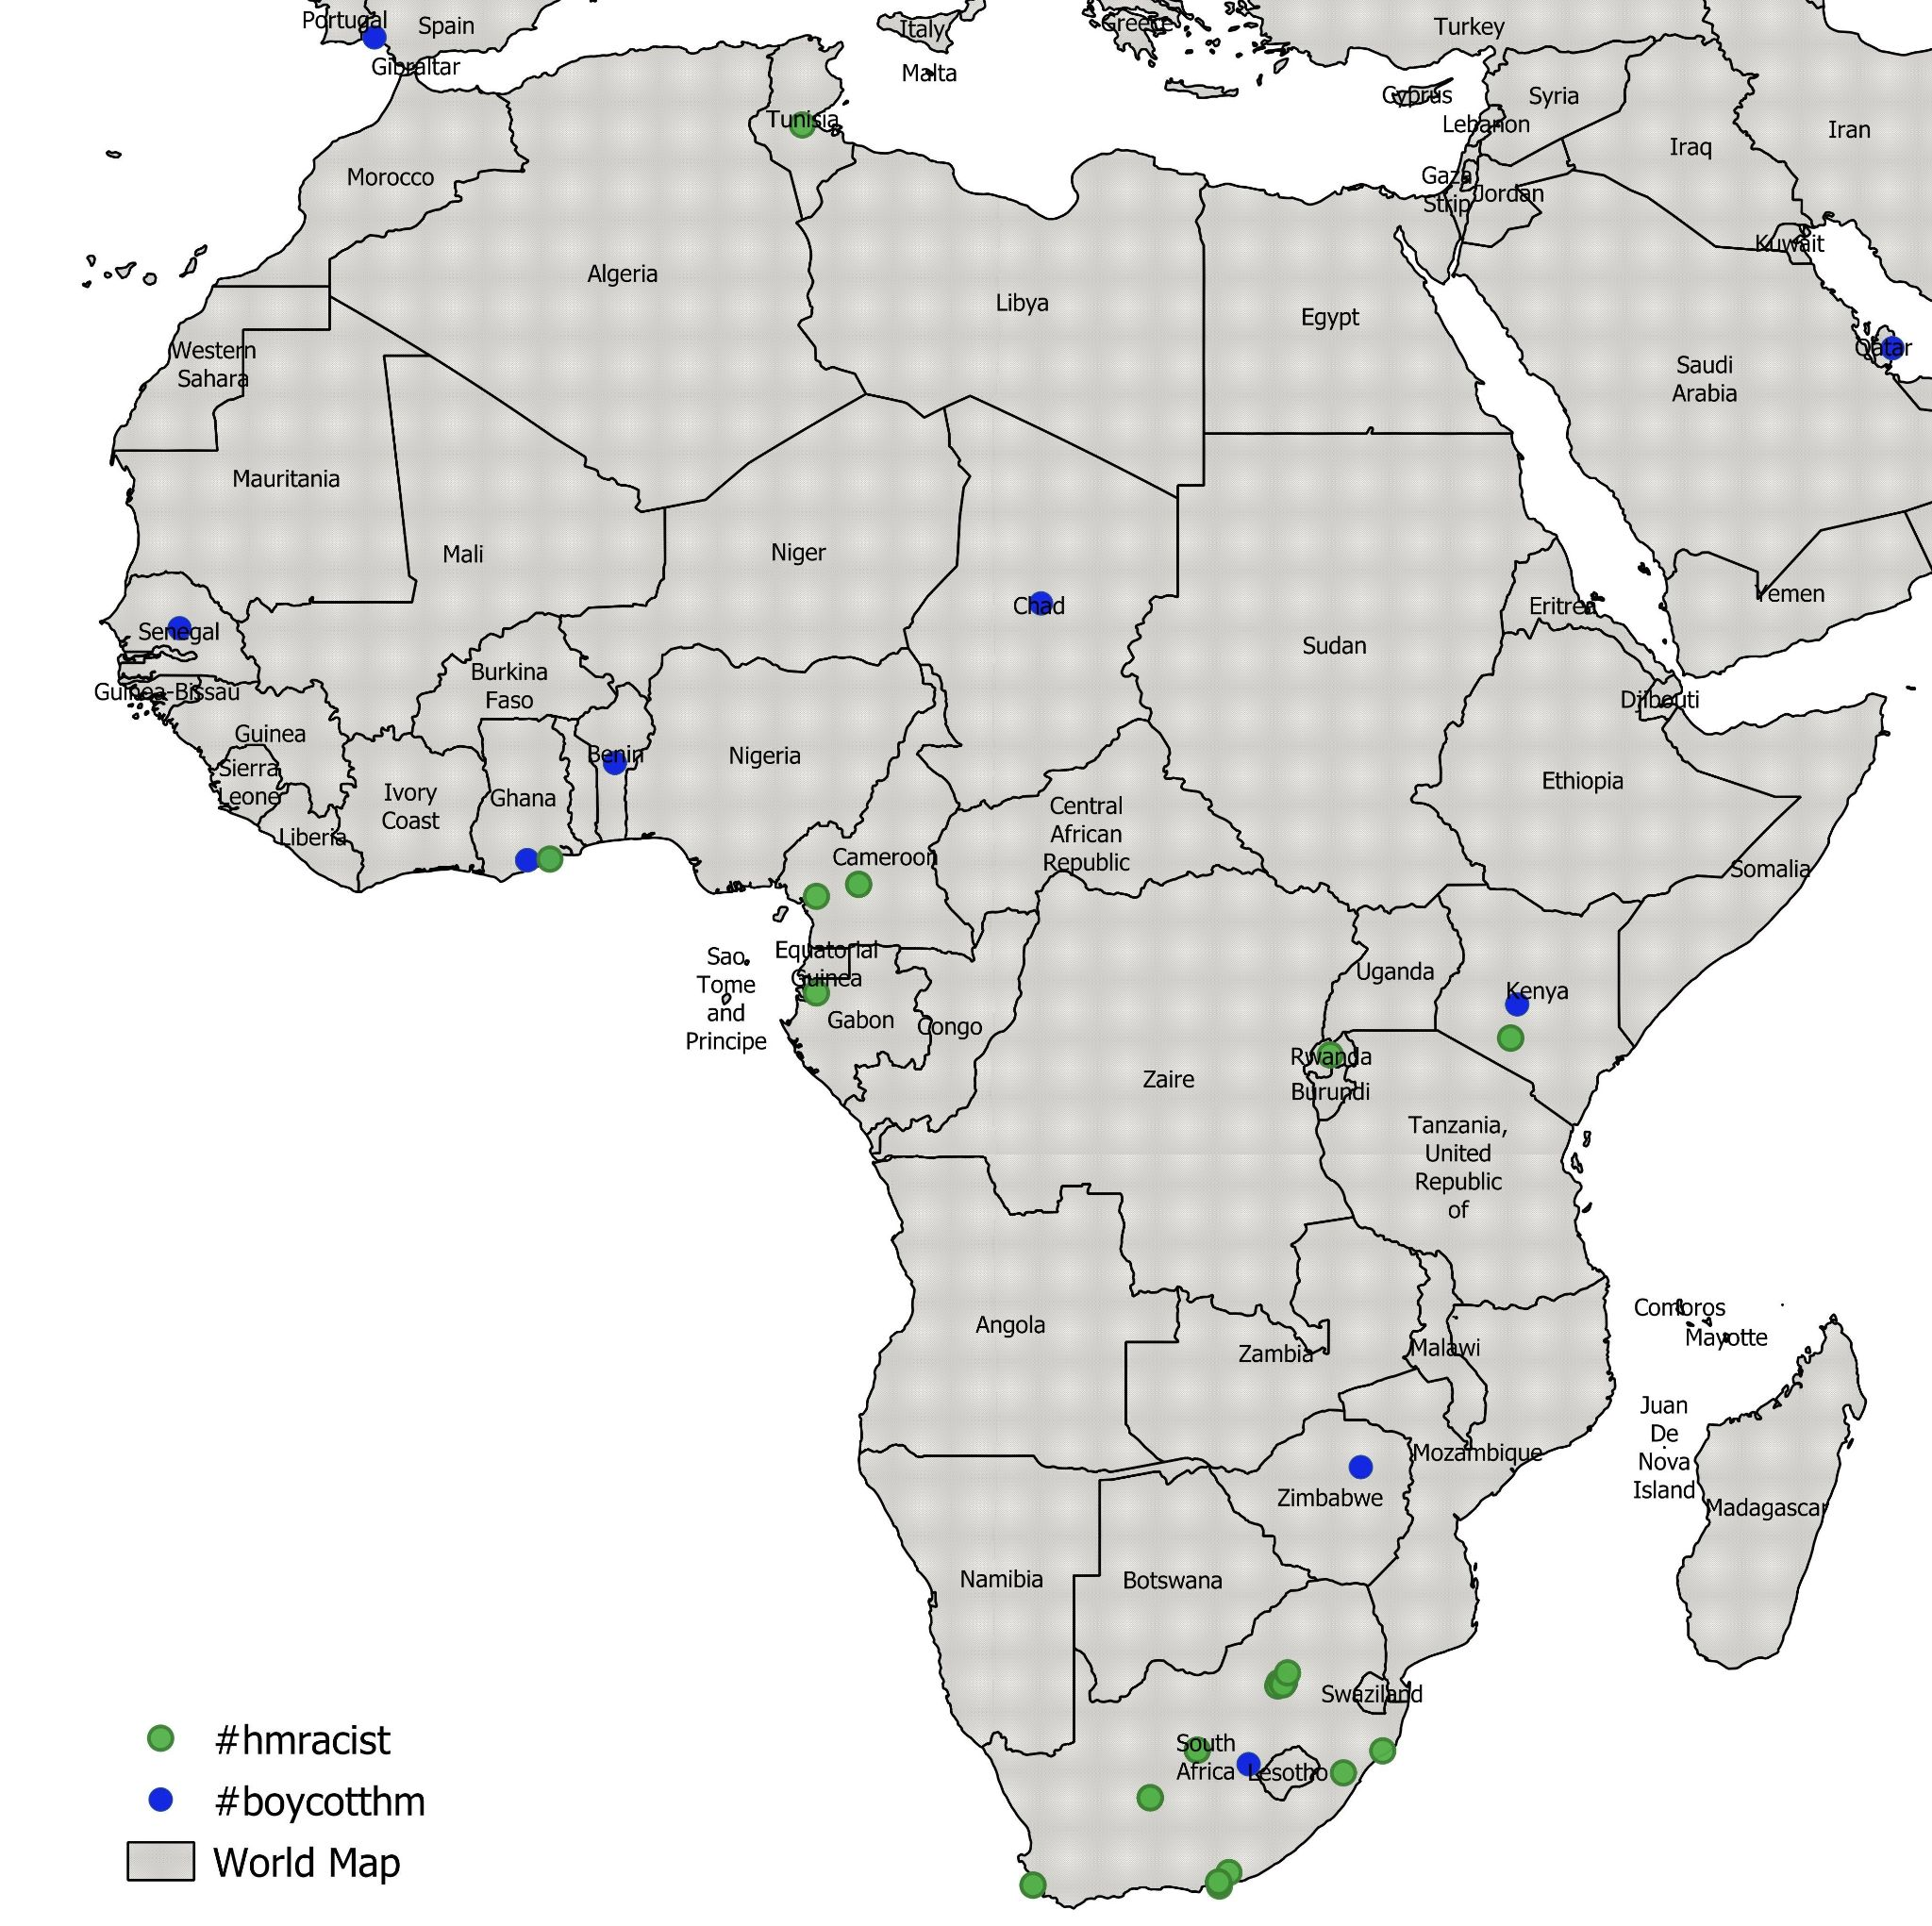 Portugal
Spain
Italy
Greece
Turkey
Gibraltar
Malta
Cyprus
Syria
Lebanon
Tunisia
Iraq
Iran
Morocco
Gaza
Strip
Jordan
Kuwait
Algeria
Libya
Egypt
Western
Sahara
Qatar
Saudi
Arabia
Mauritania
Mali
Niger
Chad
Eritrea
Yemen
Senegal
Sudan
Burkina
Faso
Guinea-Bissau
Djibouti
Guinea
Benin
Nigeria
Sierra
Leone
Ivory
Coast
Ghana
Ethiopia
Central
African
Republic
Liberia
Cameroon
Somalia
Equatorial
Guinea
Sao
Tome
and
Principe
Uganda
Kenya
Gabon
Congo
Rwanda
Zaire
Burundi
Tanzania,
United
Republic
of
Comoros
Mayotte
Angola
Zambia
Malawi
Juan
De
Nova
Island
Mozambique
Zimbabwe
Madagascar
Namibia
Botswana
Swaziland
South
Africa
Lesotho
#hmracist
#boycotthm
World Map